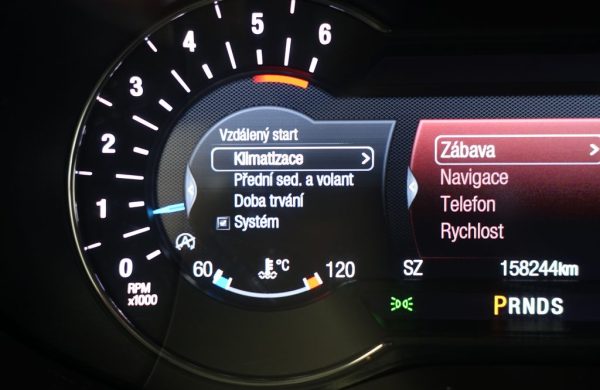 6
5
4
3
2
1
0
RPM
x1000
Vzdálený start
Klimatizace
Přední sed. a volant
Doba trvání
Systém
60
°C
120
Zábava
Navigace
Telefon
Rychlost
SZ
158244km
PRNDS